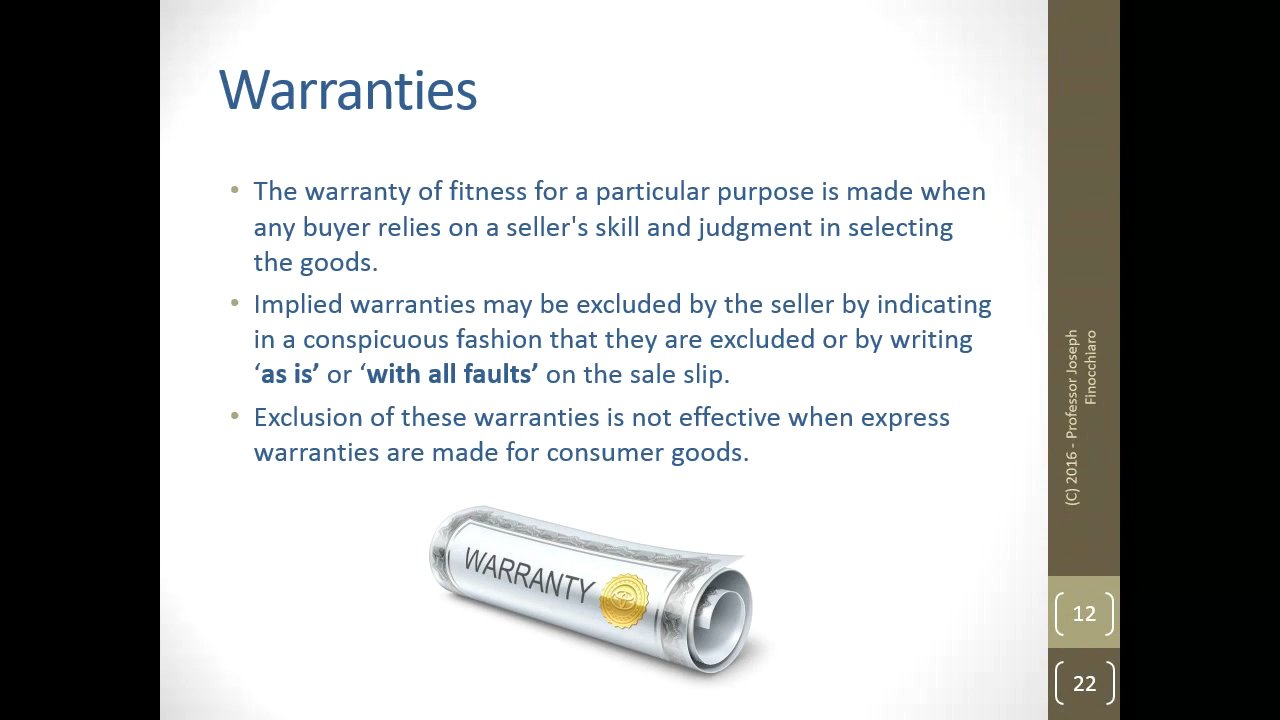 Warranties
• The warranty of fitness for a particular purpose is made when
any buyer relies on a seller's skill and judgment in selecting
the goods.
• Implied warranties may be excluded by the seller by indicating
in a conspicuous fashion that they are excluded or by writing
‘as is’ or ‘with all faults’ on the sale slip.
• Exclusion of these warranties is not effective when express
warranties are made for consumer goods.
WARRANTY
(C) 2016 - Professor Joseph
Finocchiaro
12
22